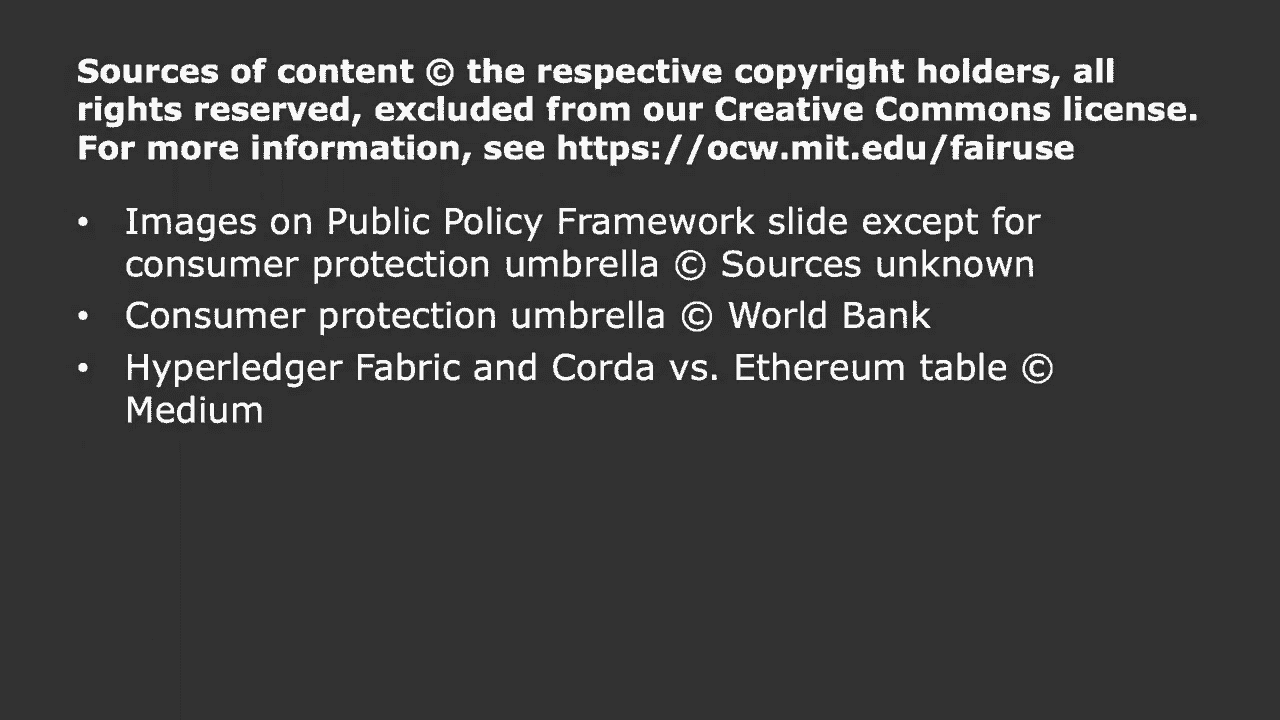 Sources of content © the respective copyright holders, all
rights reserved, excluded from our Creative Commons license.
For more information, see https://ocw.mit.edu/fairuse
• Images on Public Policy Framework slide except for
consumer protection umbrella © Sources unknown
• Consumer protection umbrella © World Bank
• Hyperledger Fabric and Corda vs. Ethereum table ©
Medium